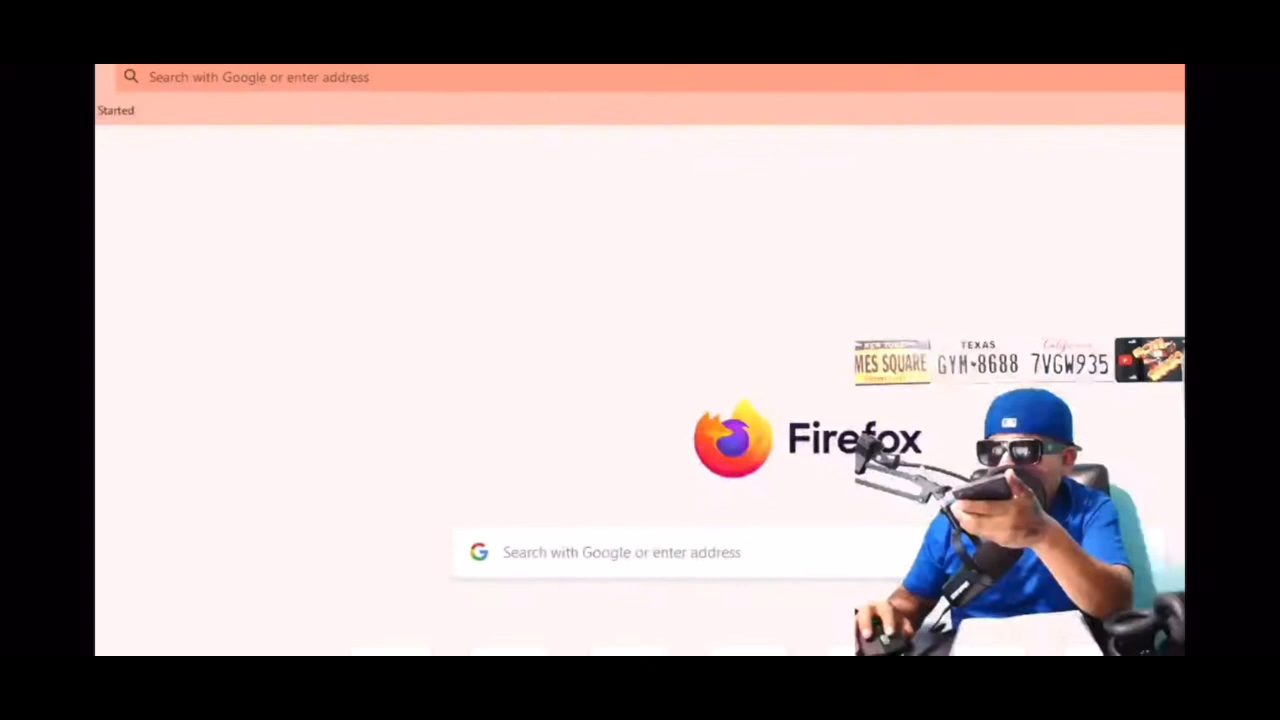 Search with Google or enter address
Started
MES SQUARE
TEXAS
GYM 8688
California
7VGW935
Firefox
Search with Google or enter address